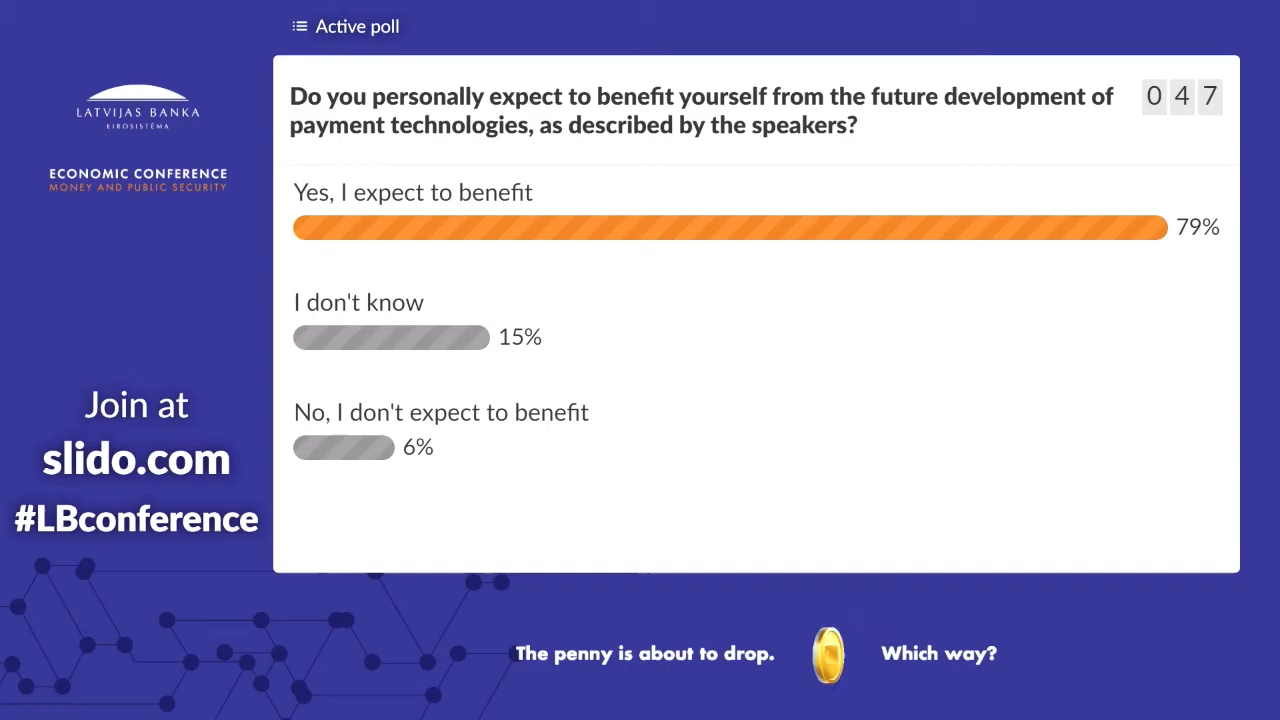 Active poll
LATVIJAS BANKA
EIROSISTĒMA
ECONOMIC CONFERENCE
MONEY AND PUBLIC SECURITY
Join at
slido.com
#LBconference
Do you personally expect to benefit yourself from the future development of
payment technologies, as described by the speakers?
047
Yes, I expect to benefit
79%
I don't know
15%
No, I don't expect to benefit
6%
The penny is about to drop. Which way?